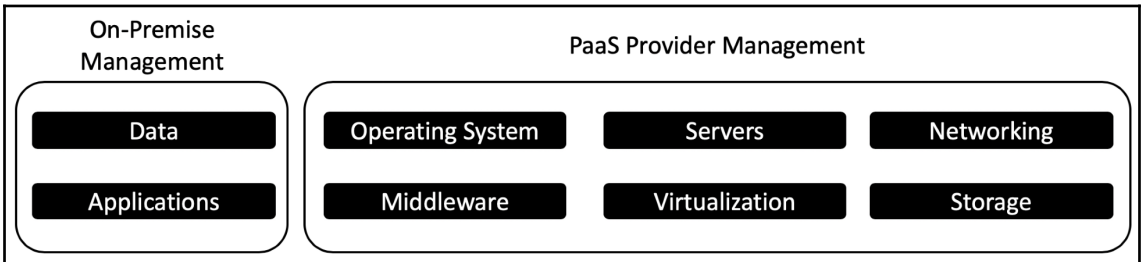 On-Premise
Management
PaaS Provider Management
Data
Applications
Operating System
Servers
Networking
Middleware
Virtualization
Storage